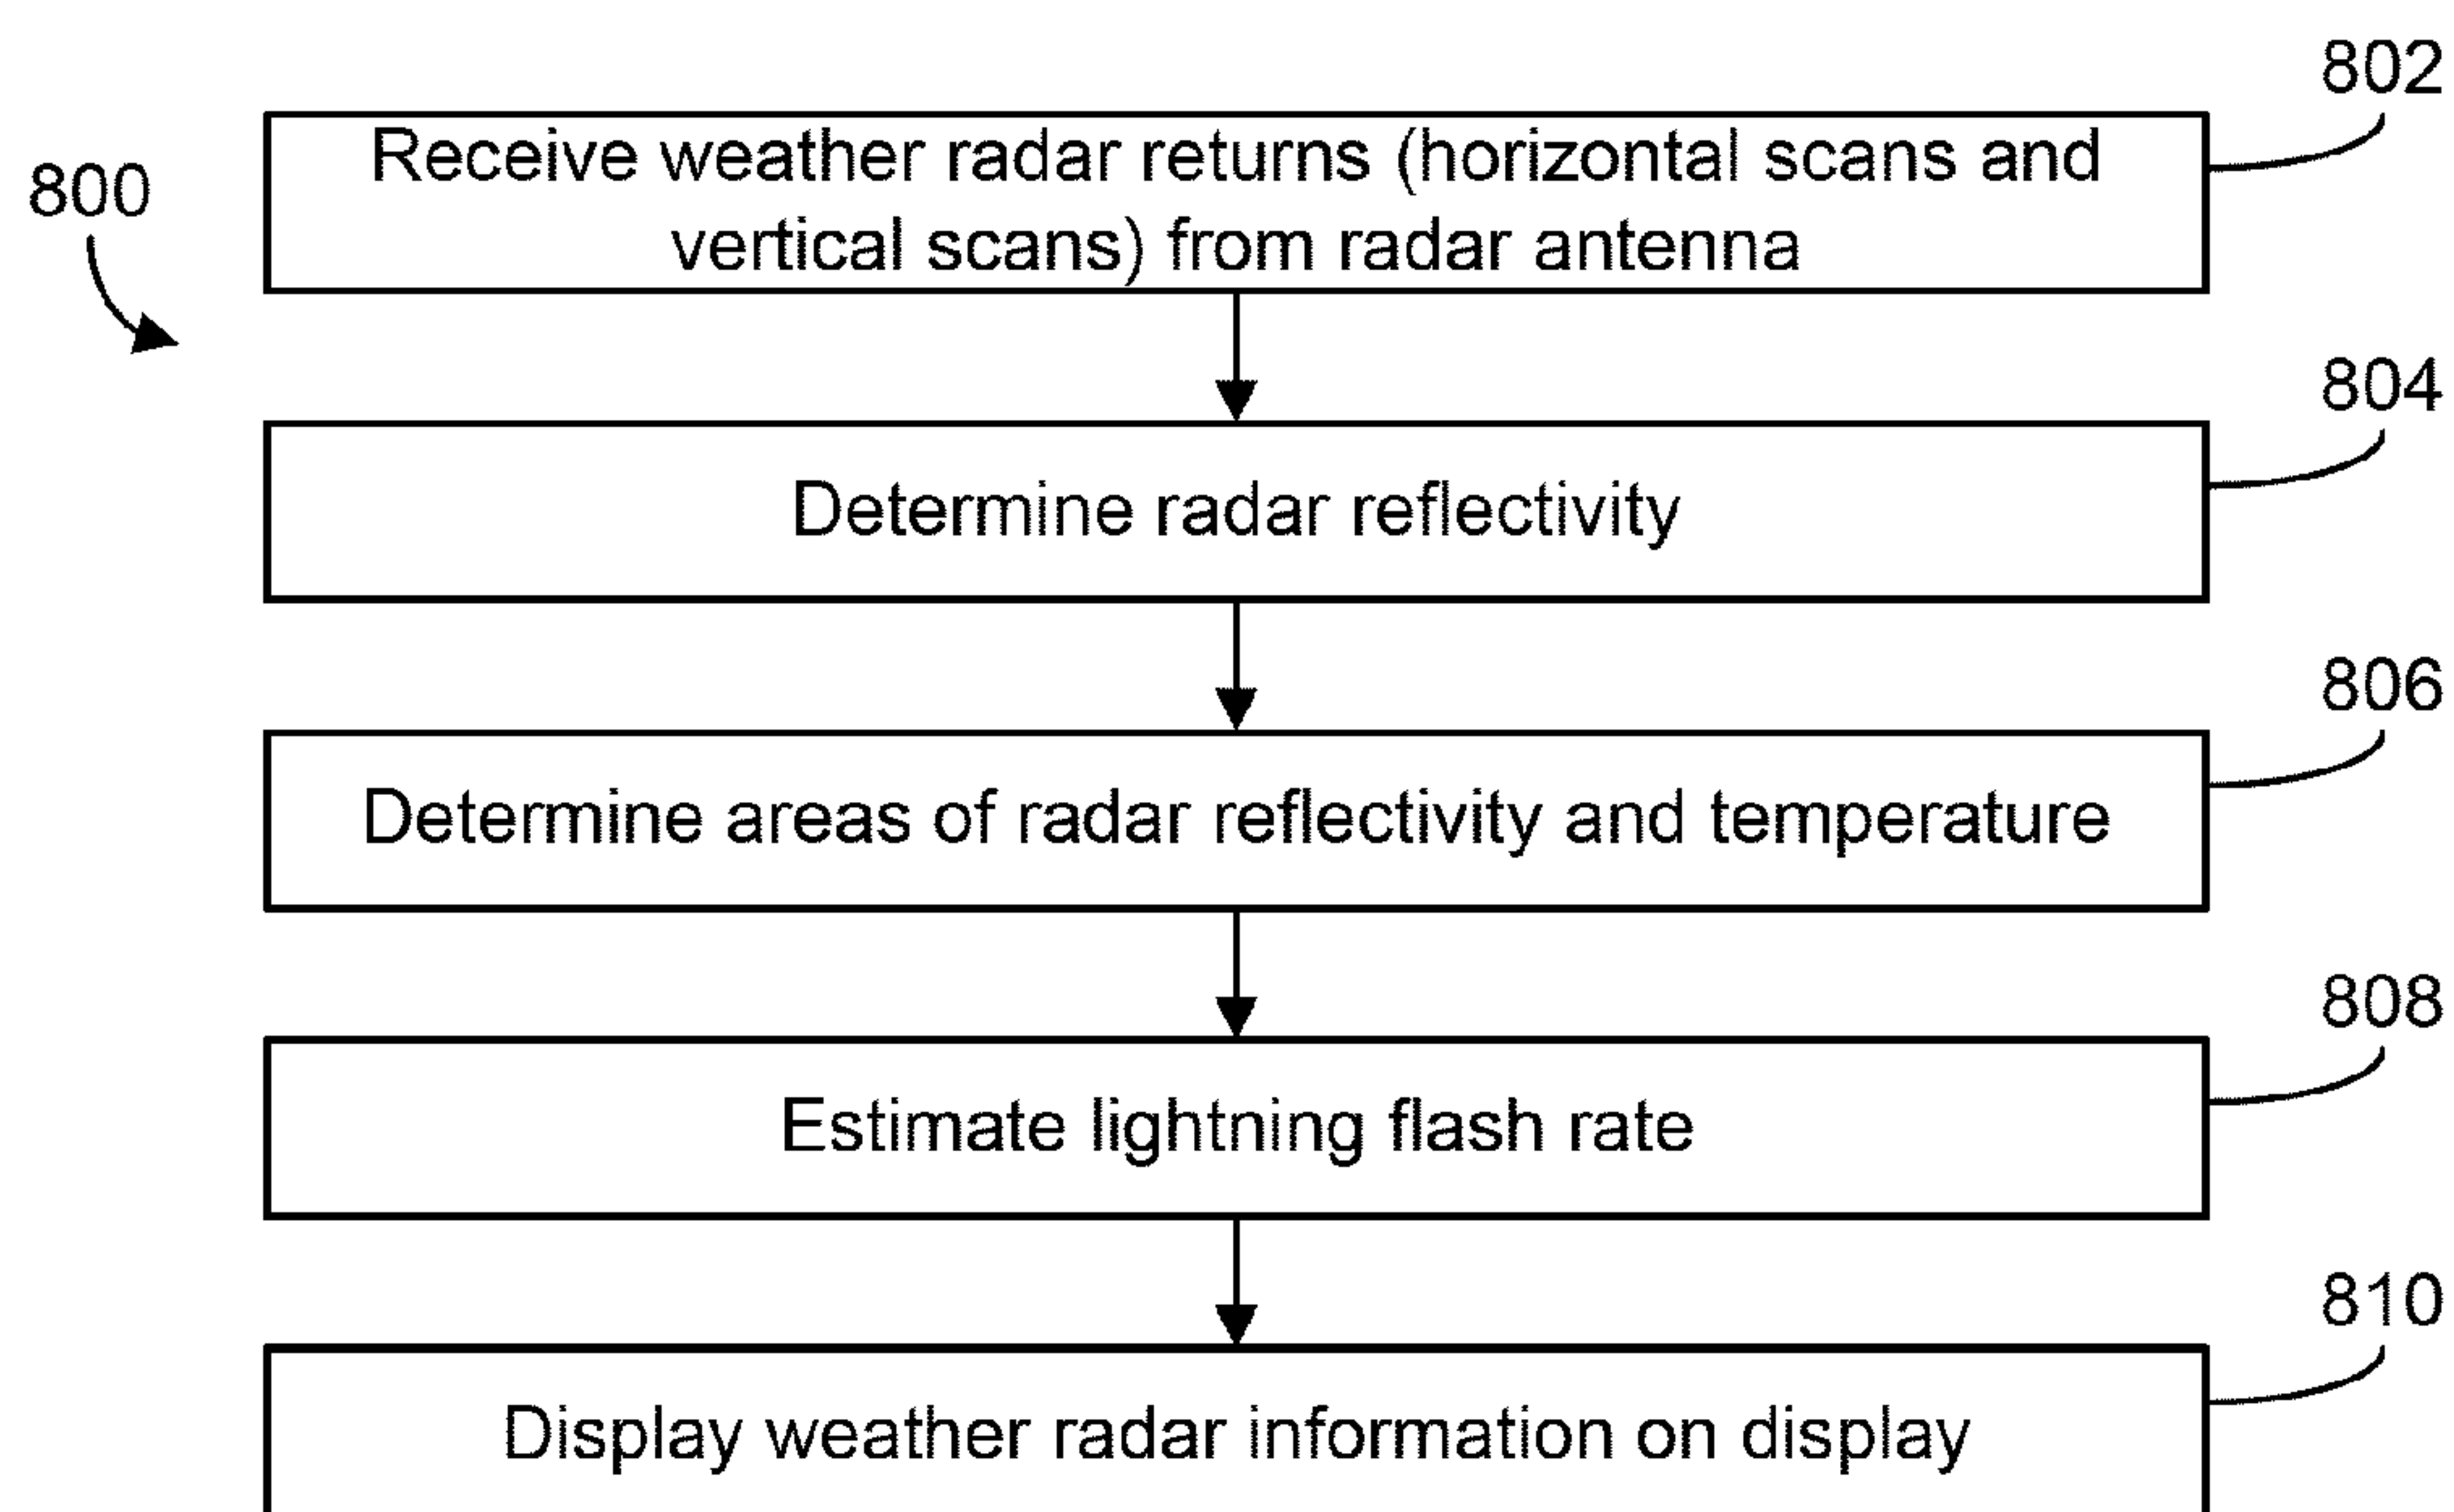 802
800
Receive weather radar returns (horizontal scans and
vertical scans) from radar antenna
804
Determine radar reflectivity
806
Determine areas of radar reflectivity and temperature
808
Estimate lightning flash rate
810
Display weather radar information on display